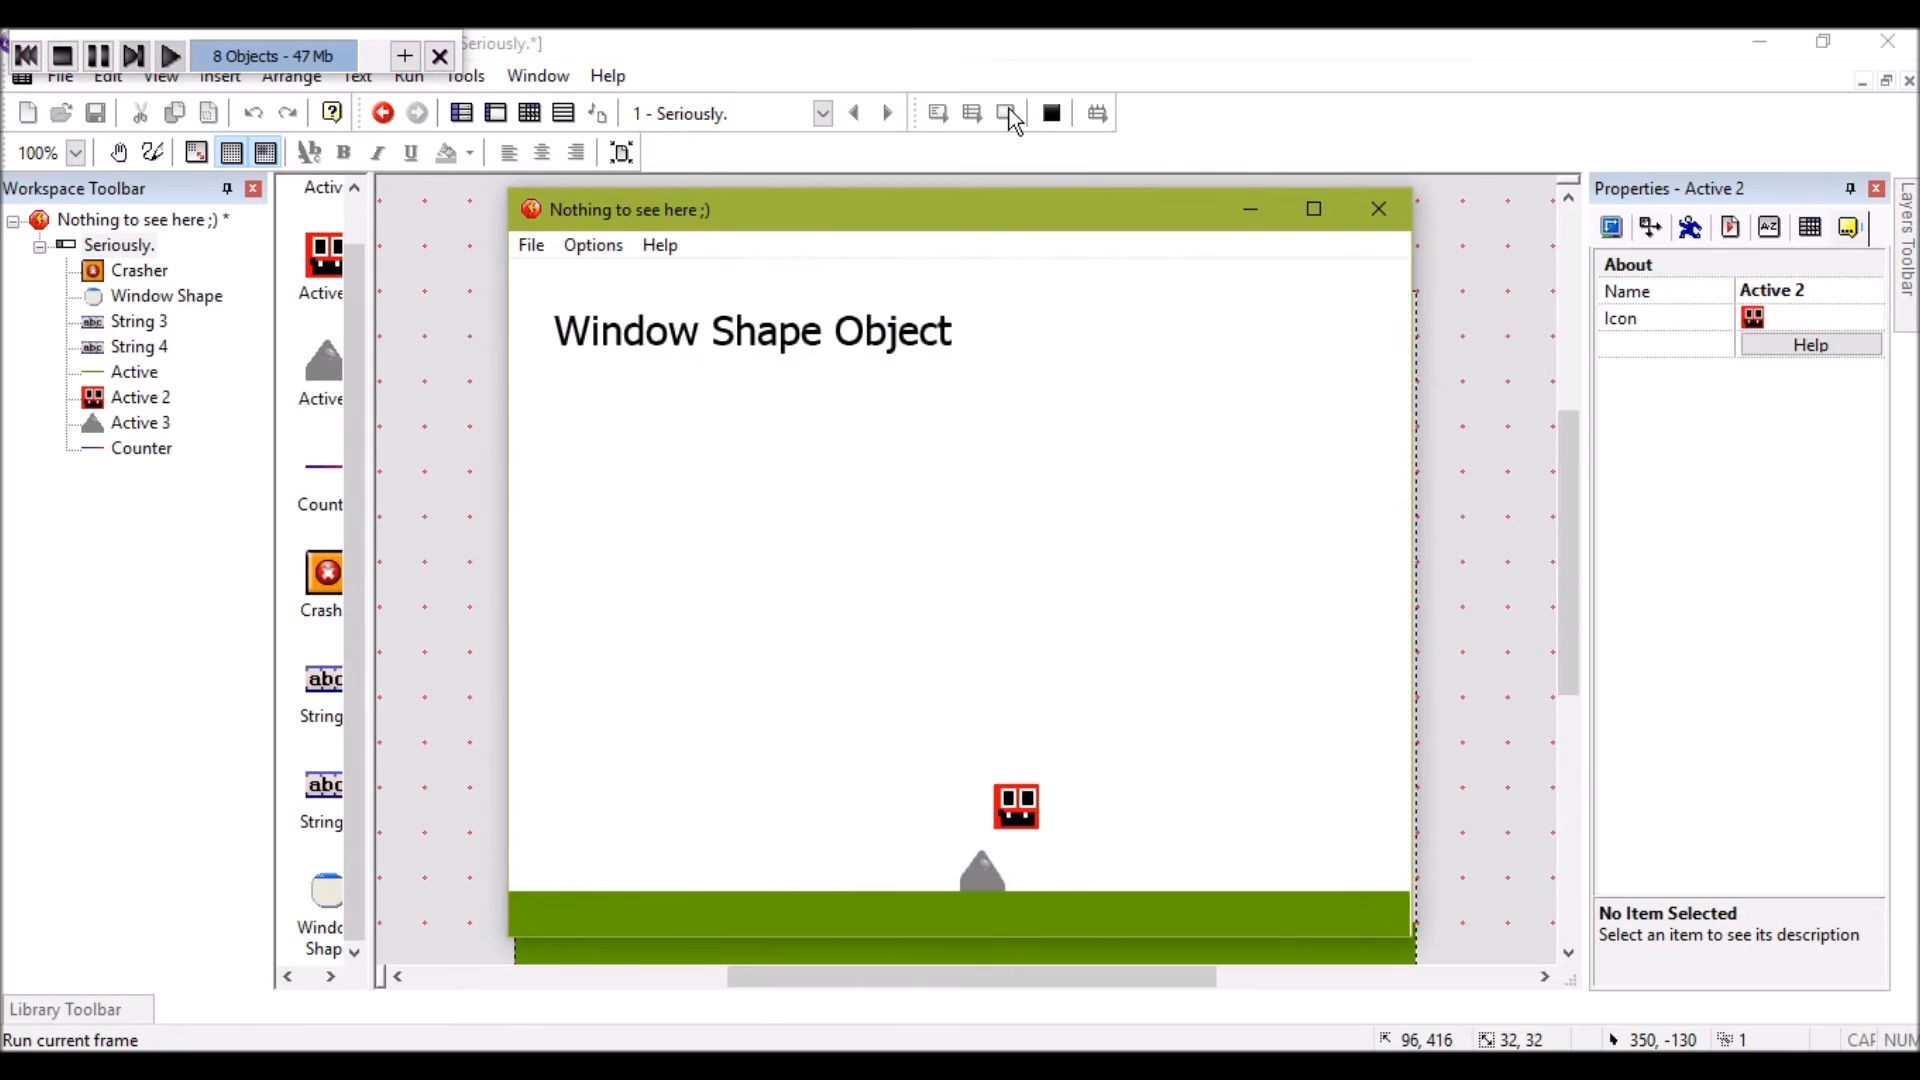 Seriously.*]
8 Objects - 47 Mb
File Edit View Insert Arrange Text Run Tools Window Help
1 - Seriously.
100%
Workspace Toolbar
Nothing to see here ;) *
Seriously.
Crasher
Window Shape
String 3
String 4
Active
Active 2
Active 3
Counter
Activ
Active
Active
Count
Crash
abc
String
abc
String
Windo
Shap
Nothing to see here ;)
File Options Help
Window Shape Object
Properties - Active 2
About
Name Active 2
Icon
Help
No Item Selected
Select an item to see its description
Layers Toolbar
Library Toolbar
Run current frame
96, 416 32, 32 350, -130 1 CAP NUM